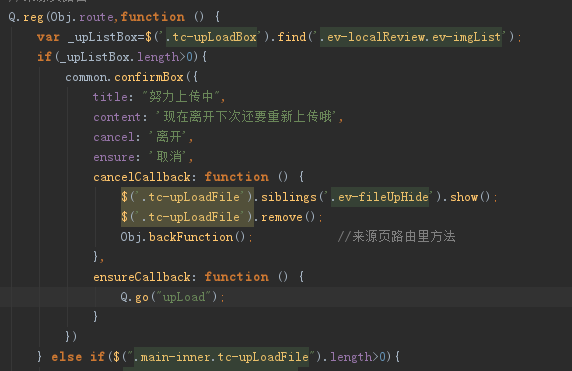 Q.reg(Obj.route,function () {
var _upListBox=$('.tc-upLoadBox').find('.ev-localReview.ev-imgList');
if(_upListBox.length>0){
common.confirmBox({
title: "努力上传中",
content: '现在离开下次还要重新上传哦',
cancel: '离开',
ensure: '取消',
cancelCallback: function () {
$('.tc-upLoadFile').siblings('.ev-fileUpHide').show();
$('.tc-upLoadFile').remove();
Obj.backFunction(); //来源页路由里方法
},
ensureCallback: function () {
Q.go("upLoad");
}
})
} else if($(".main-inner.tc-upLoadFile").length>0){